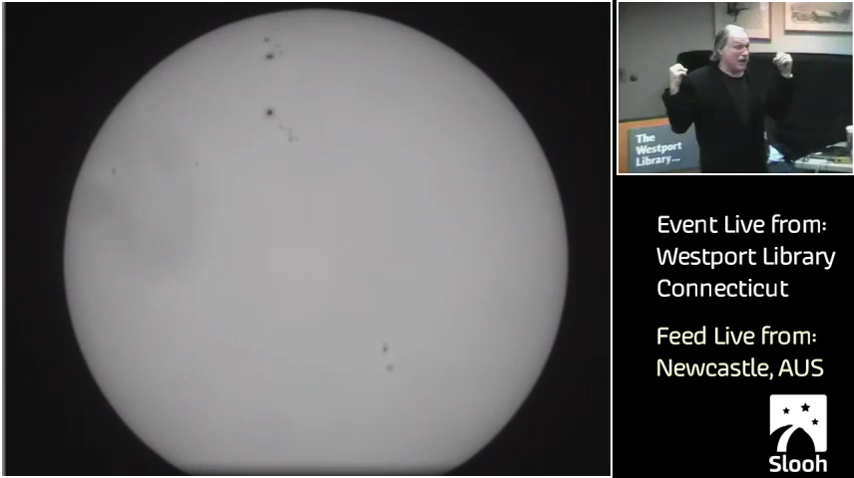 The
Westport
Library...
Event Live from:
Westport Library
Connecticut
Feed Live from:
Newcastle, AUS
Slooh